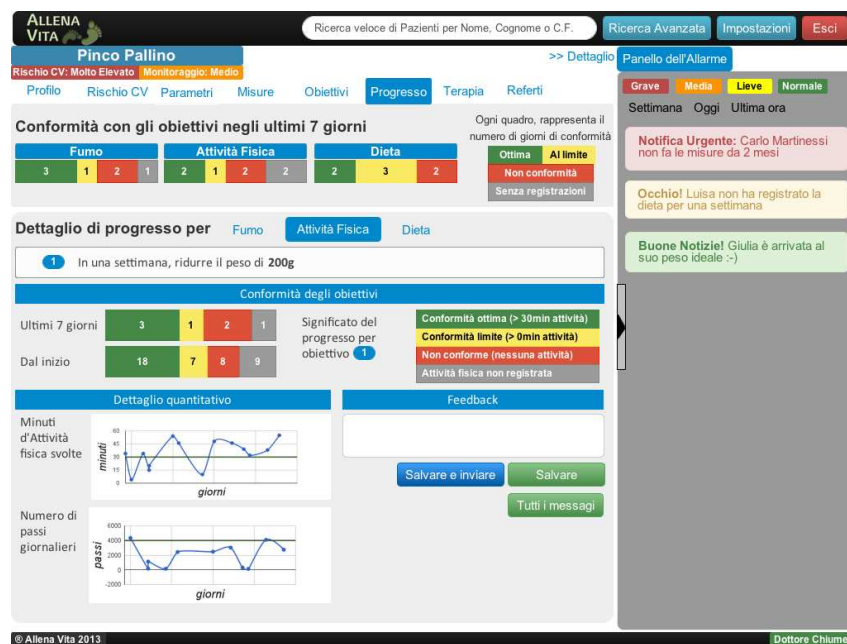 ALLENA
VITA
Ricerca veloce di Pazienti per Nome, Cognome o C.F.
Ricerca Avanzata
Impostazioni
Esci
Pinco Pallino
>> Dettaglio
Rischio CV: Molto Elevato Monitoraggio: Medio
Profilo Rischio CV Parametri Misure Obiettivi Progresso Terapia Referti
Conformità con gli obiettivi negli ultimi 7 giorni
Ogni quadro, rappresenta il
numero di giorni di conformità
Fumo Attività Fisica Dieta
3 1 2 1 2 1 2 2 2 3 2
Ottima Al limite
Non conformità
Senza registrazioni
Dettaglio di progresso per Fumo Attività Fisica Dieta
1 In una settimana, ridurre il peso di 200g
Conformità degli obiettivi
Ultimi 7 giorni 3 1 2 1
Dal inizio 18 7 8 9
Significato del
progresso per
obiettivo 1
Conformità ottima (> 30min attività)
Conformità limite (> 0min attività)
Non conforme (nessuna attività)
Attività fisica non registrata
Dettaglio quantitativo
Minuti
d'Attività
fisica svolte
minuti
60
45
30
15
0
giorni
Numero di
passi
giornalieri
passi
6000
4000
2000
0
-2000
giorni
Feedback
Salvare e inviare
Salvare
Tutti i messagi
Panello dell'Allarme
Grave Media Lieve Normale
Settimana Oggi Ultima ora
Notifica Urgente: Carlo Martinessi
non fa le misure da 2 mesi
Occhio! Luisa non ha registrato la
dieta per una settimana
Buone Notizie! Giulia è arrivata al
suo peso ideale :-)
® Allena Vita 2013
Dottore Chiume